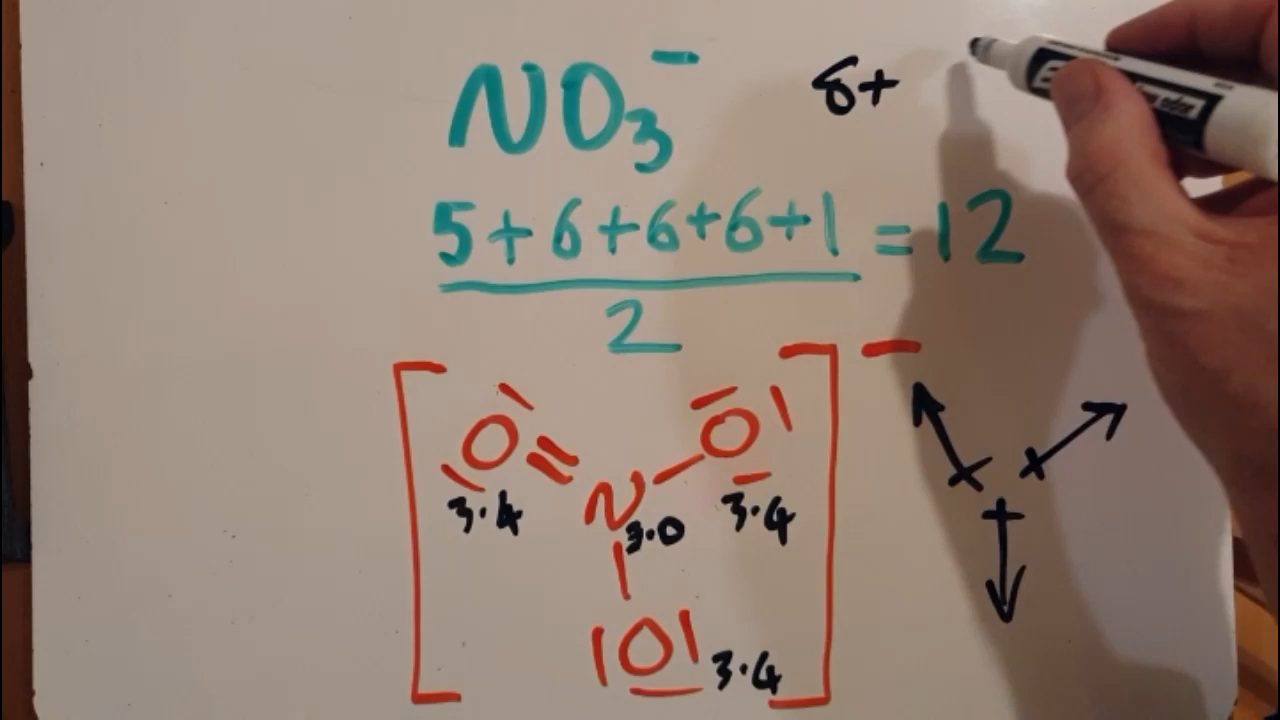 NO₃⁻
δ+
5+6+6+6+1 = 12
2
[ ]⁻
O = N - O
3.4 3.0 3.4
|O| 3.4